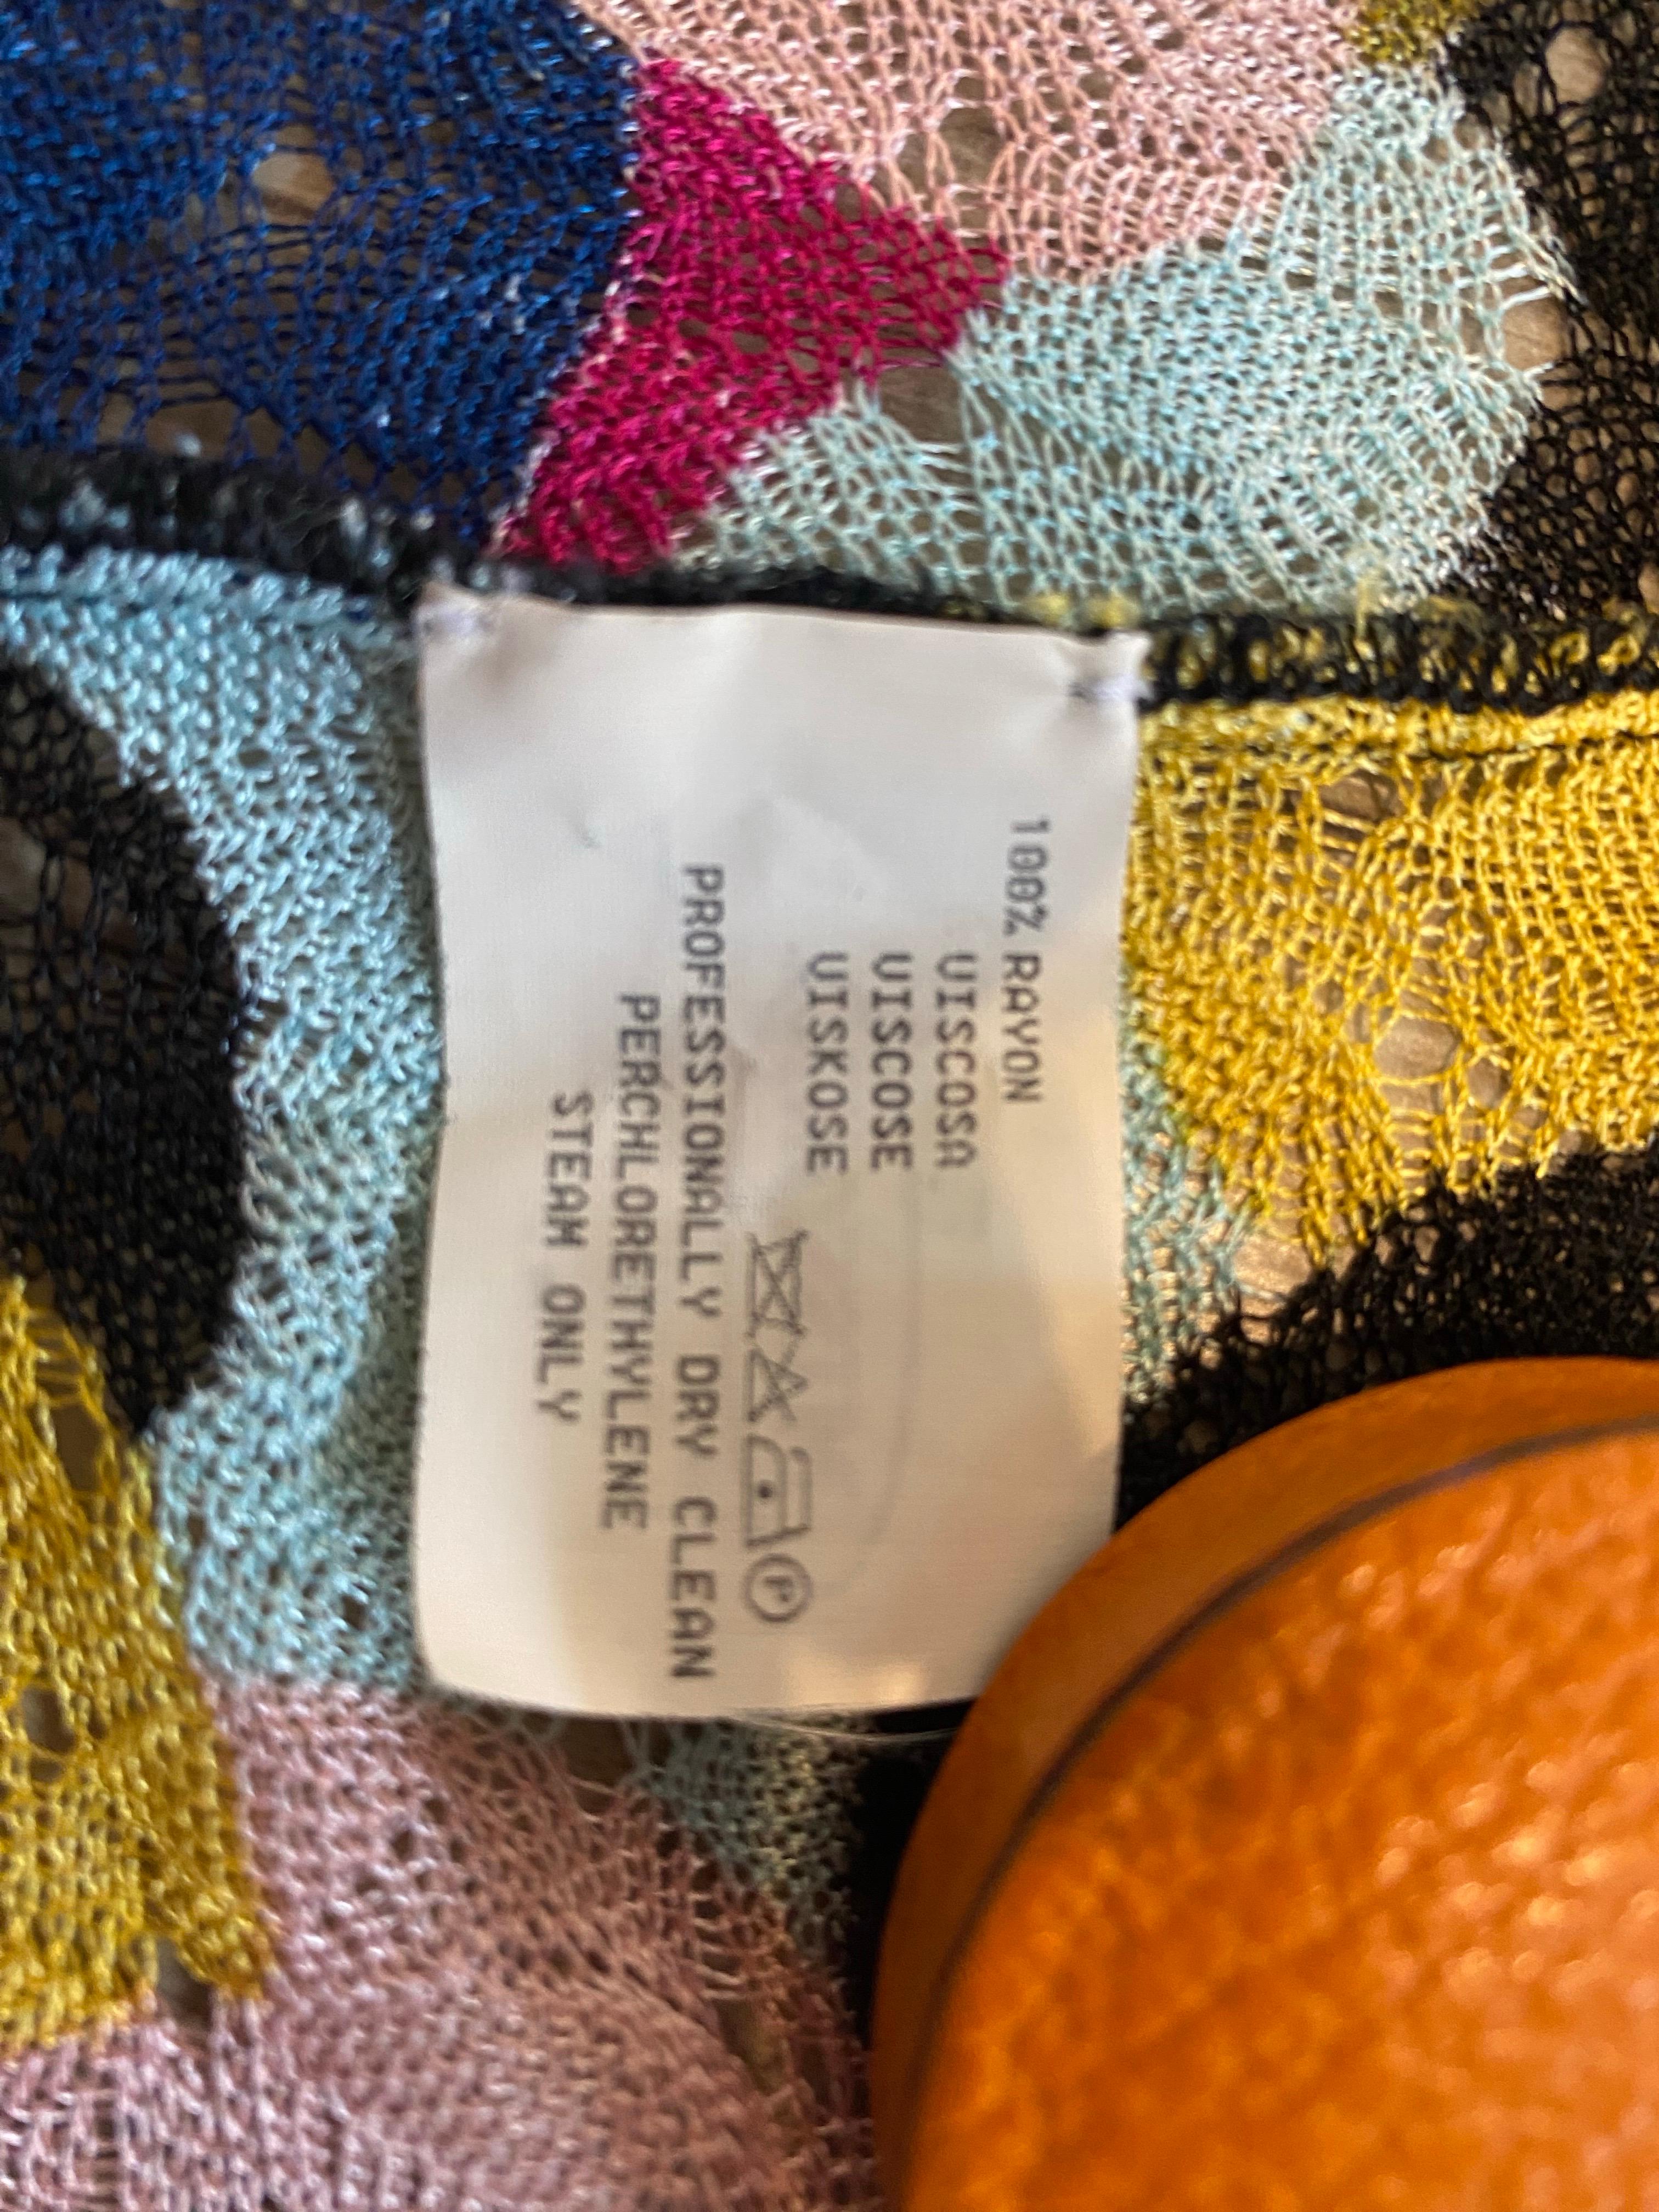 100% RAYON
VISCOSA
VISCOSE
VISKOSE
P
PROFESSIONALLY DRY CLEAN
PERCHLORETHYLENE
STEAM ONLY